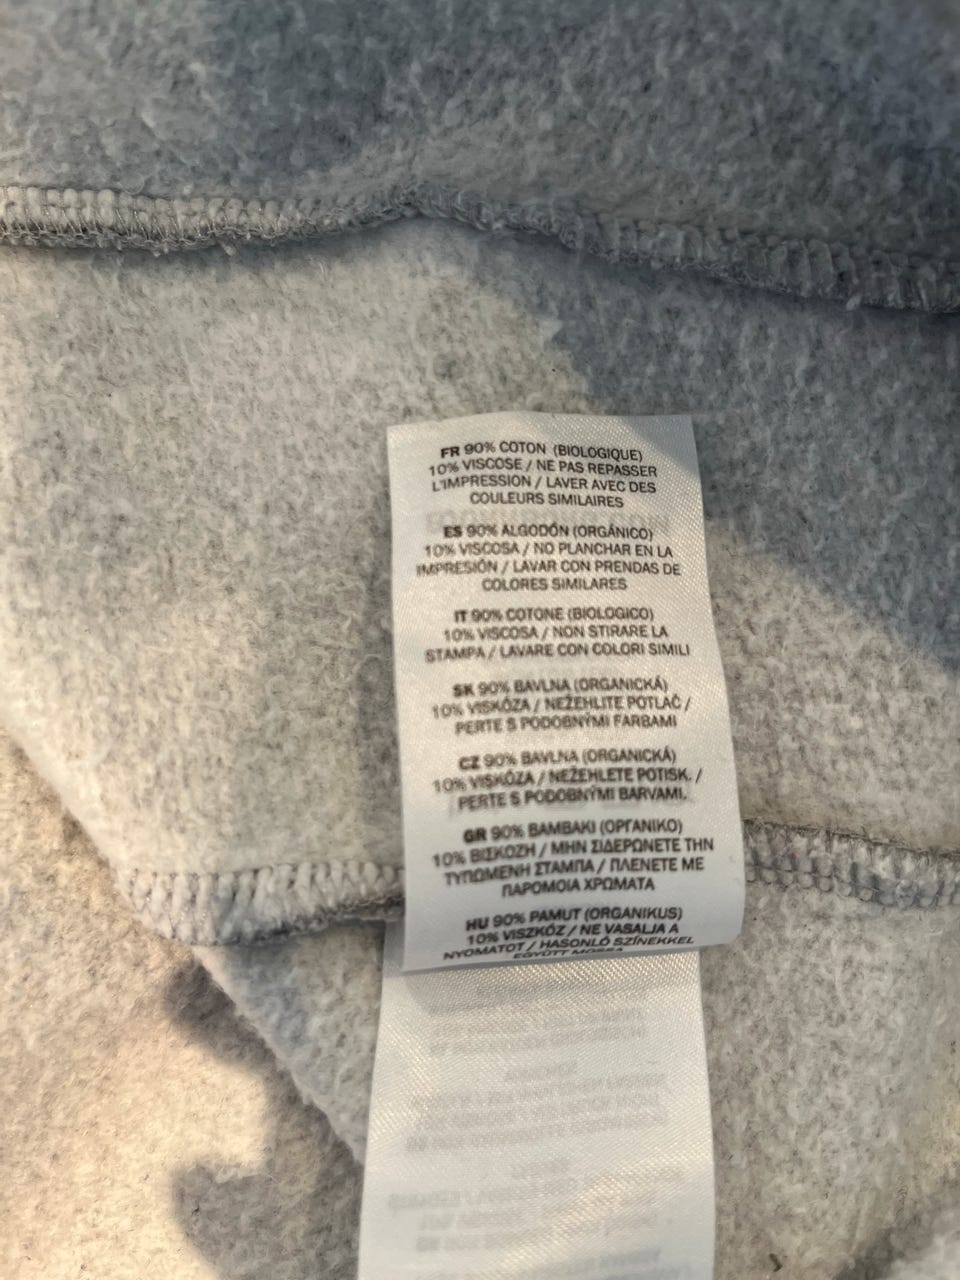 FR 90% COTON (BIOLOGIQUE)
10% VISCOSE / NE PAS REPASSER
L'IMPRESSION / LAVER AVEC DES
COULEURS SIMILAIRES
ES 90% ALGODÓN (ORGÁNICO)
10% VISCOSA / NO PLANCHAR EN LA
IMPRESIÓN / LAVAR CON PRENDAS DE
COLORES SIMILARES
IT 90% COTONE (BIOLOGICO)
10% VISCOSA / NON STIRARE LA
STAMPA / LAVARE CON COLORI SIMILI
SK 90% BAVLNA (ORGANICKÁ)
10% VISKÓZA / NEŽEHLITE POTLAČ /
PERTE S PODOBNÝMI FARBAMI
CZ 90% BAVLNA (ORGANICKÁ)
10% VISKÓZA / NEŽEHLETE POTISK. /
PERTE S PODOBNÝMI BARVAMI.
GR 90% ΒΑΜΒΑΚΙ (ΟΡΓΑΝΙΚΟ)
10% ΒΙΣΚΟΖΗ / ΜΗΝ ΣΙΔΕΡΩΝΕΤΕ ΤΗΝ
ΤΥΠΩΜΕΝΗ ΣΤΑΜΠΑ / ΠΛΕΝΕΤΕ ΜΕ
ΠΑΡΟΜΟΙΑ ΧΡΩΜΑΤΑ
HU 90% PAMUT (ORGANIKUS)
10% VISZKÓZ / NE VASALJA A
NYOMATOT / HASONLÓ SZÍNEKKEL
EGYÜTT MOSSA